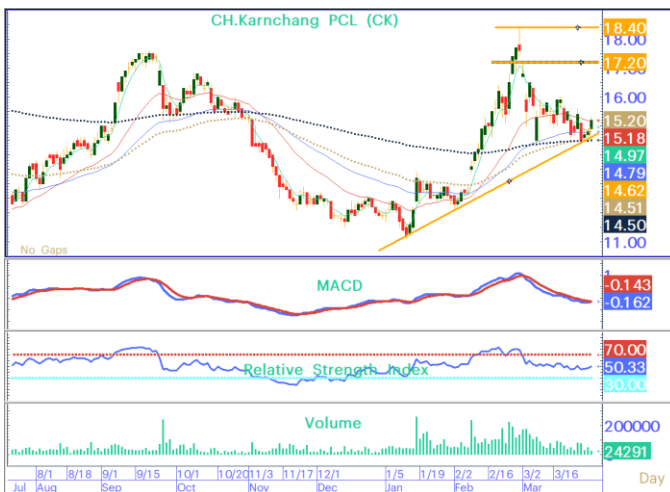 CH.Karnchang PCL (CK)
18.40
18.00
17.20
16.00
15.20
15.18
14.97
14.79
14.62
14.51
14.50
11.00
No Gaps
MACD
-0.143
-0.162
70.00
Relative Strength Index
50.33
30.00
Volume
200000
24291
8/1 8/18 9/1 9/15 10/1 10/20 11/3 11/17 12/1 1/5 1/19 2/2 2/16 3/2 3/16
Jul Aug Sep Oct Nov Dec Jan Feb Mar
Day